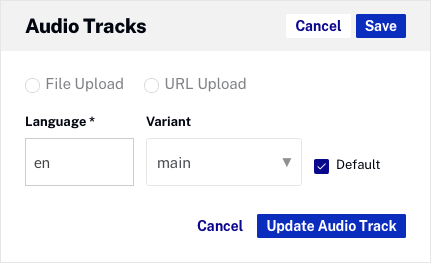 Audio Tracks
Cancel
Save
File Upload
URL Upload
Language *
Variant
en
main
Default
Cancel
Update Audio Track